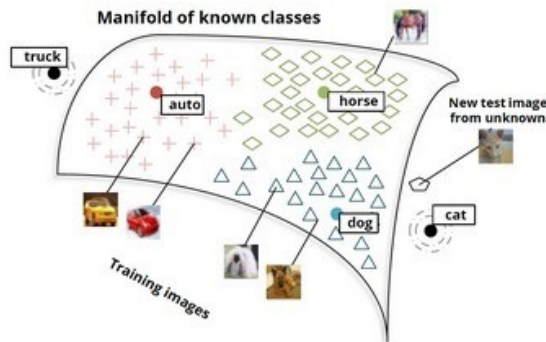 Manifold of known classes
truck
auto
horse
New test image
from unknown
dog
cat
Training images